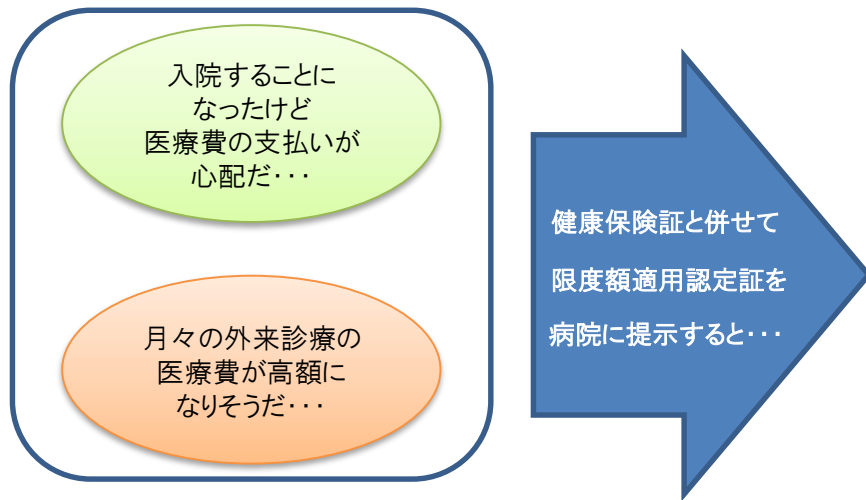 入院することに
なったけど
医療費の支払いが
心配だ･･･
月々の外来診療の
医療費が高額に
なりそうだ･･･
健康保険証と併せて
限度額適用認定証を
病院に提示すると･･･